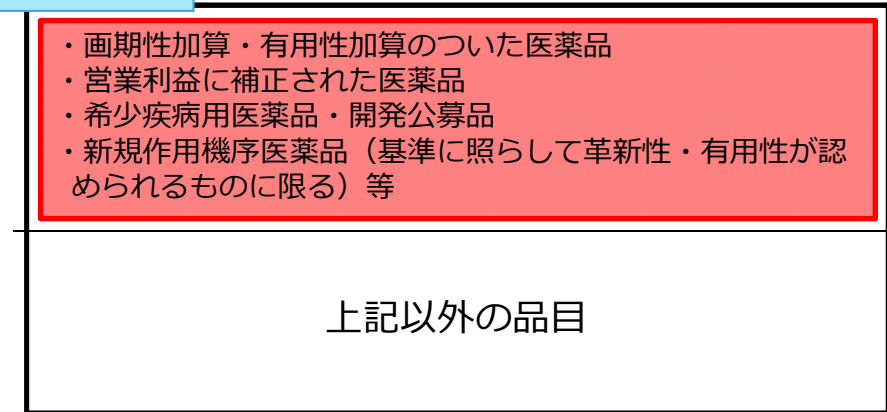 ・画期性加算・有用性加算のついた医薬品
・営業利益に補正された医薬品
・希少疾病用医薬品・開発公募品
・新規作用機序医薬品（基準に照らして革新性・有用性が認
められるものに限る）等
上記以外の品目